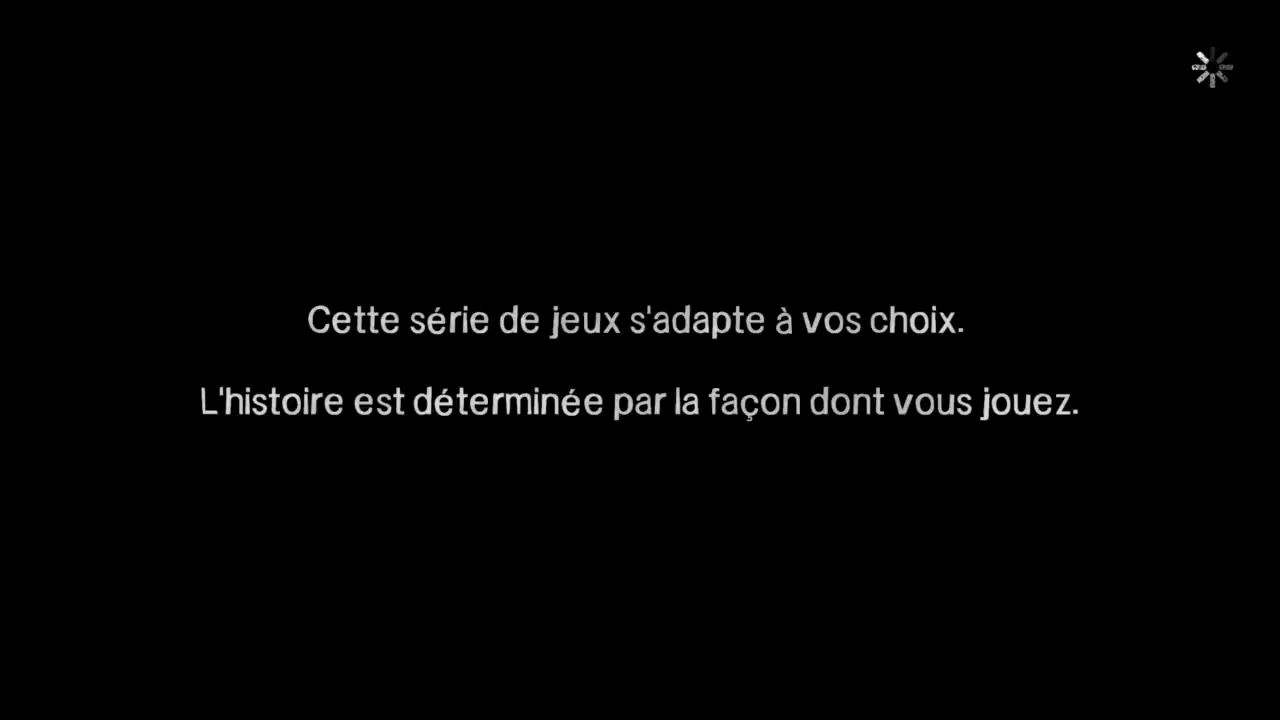 Cette série de jeux s'adapte à vos choix.
L'histoire est déterminée par la façon dont vous jouez.